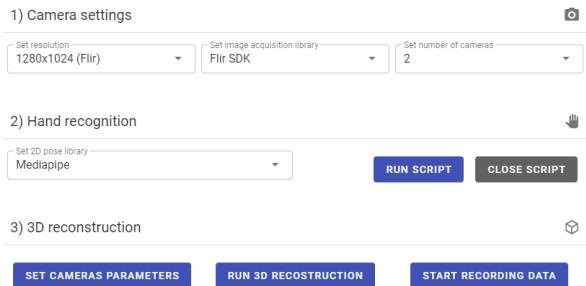 1) Camera settings
Set resolution Set image acquisition library Set number of cameras
1280x1024 (Flir) Flir SDK 2
2) Hand recognition
Set 2D pose library
Mediapipe
RUN SCRIPT CLOSE SCRIPT
3) 3D reconstruction
SET CAMERAS PARAMETERS RUN 3D RECOSTRUCTION START RECORDING DATA